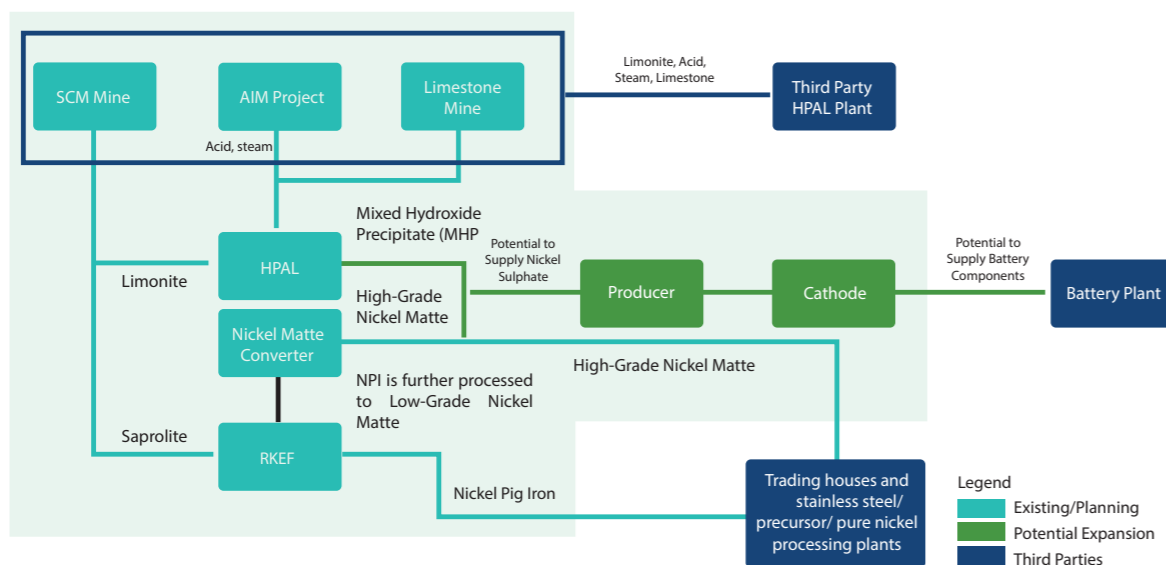 SCM Mine
AIM Project
Limestone
Mine
Limonite, Acid,
Steam, Limestone
Third Party
HPAL Plant
Acid, steam
Mixed Hydroxide
Precipitate (MHP
HPAL
Limonite
High-Grade
Nickel Matte
Potential to
Supply Nickel
Sulphate
Producer
Cathode
Potential to
Supply Battery
Components
Battery Plant
Nickel Matte
Converter
High-Grade Nickel Matte
NPI is further processed
to Low-Grade Nickel
Matte
Saprolite
RKEF
Nickel Pig Iron
Trading houses and
stainless steel/
precursor/ pure nickel
processing plants
Legend
Existing/Planning
Potential Expansion
Third Parties